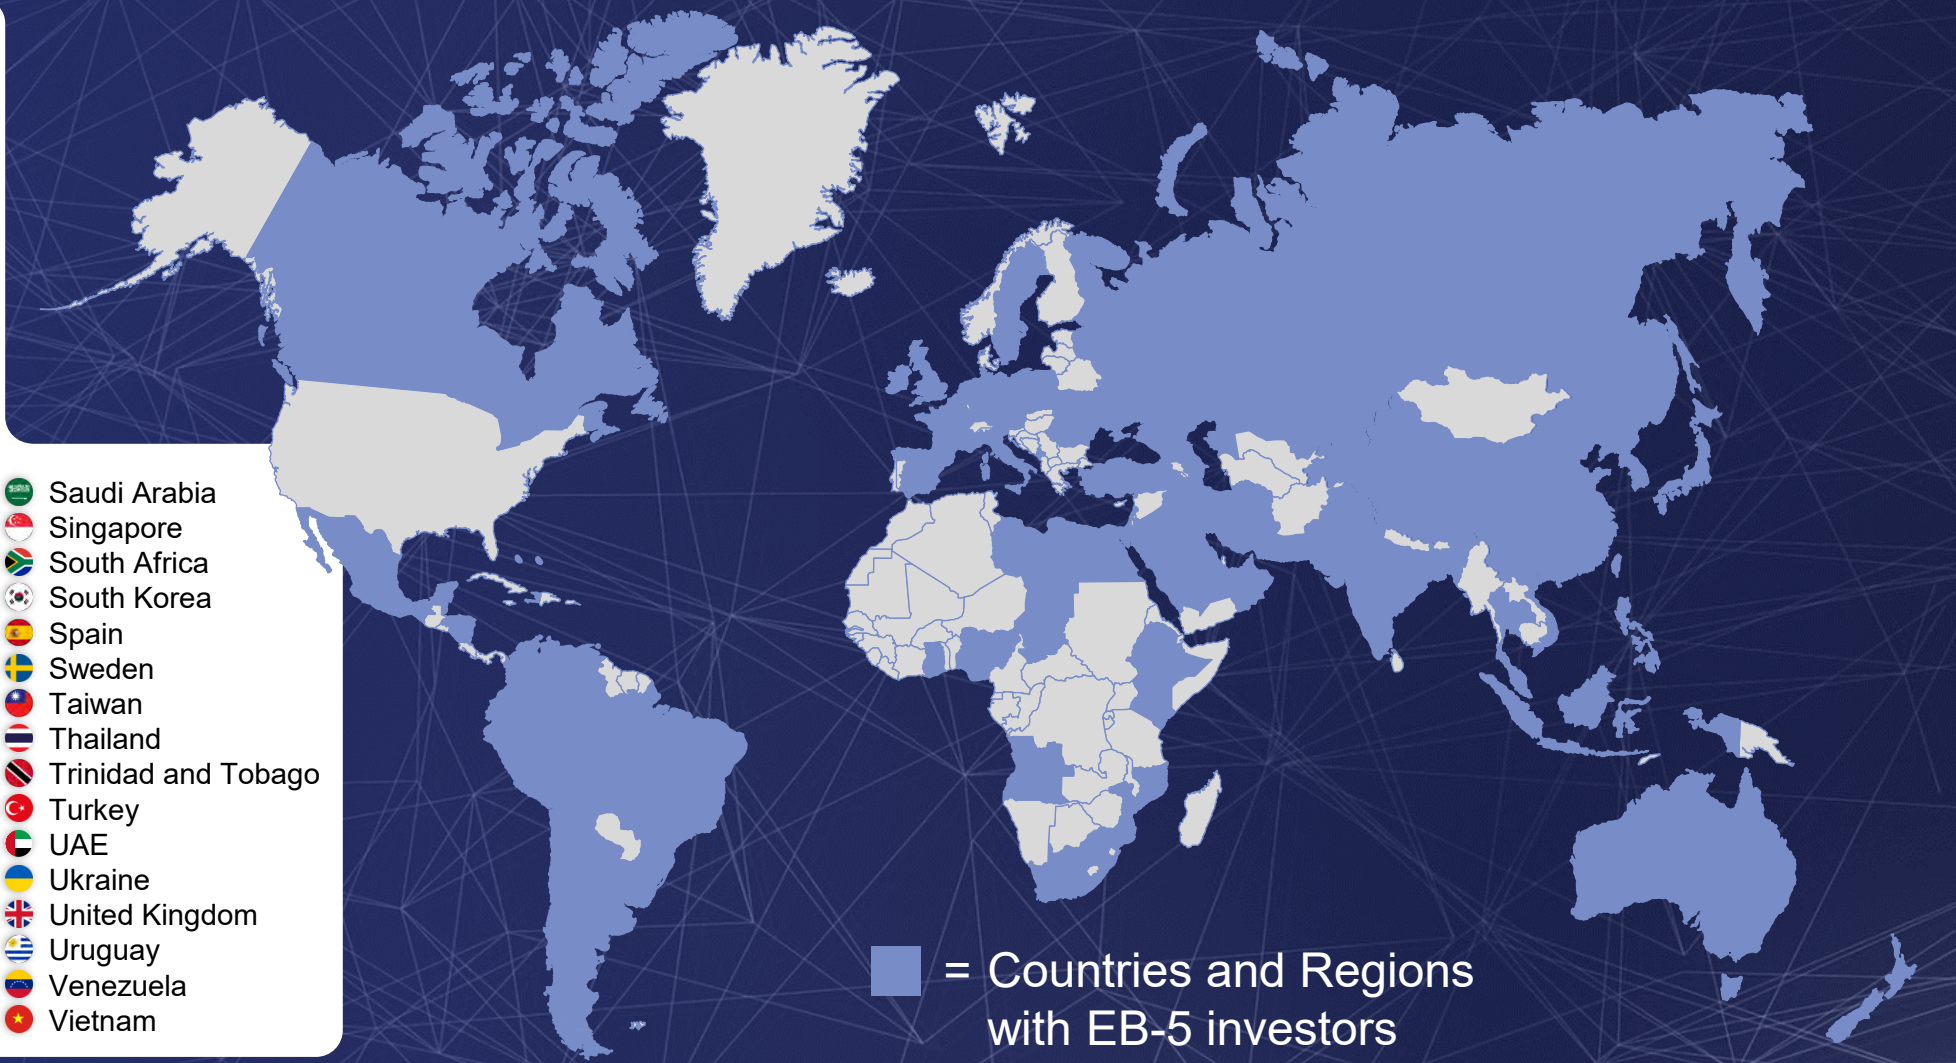 Saudi Arabia
Singapore
South Africa
South Korea
Spain
Sweden
Taiwan
Thailand
Trinidad and Tobago
Turkey
UAE
Ukraine
United Kingdom
Uruguay
Venezuela
Vietnam
= Countries and Regions
with EB-5 investors